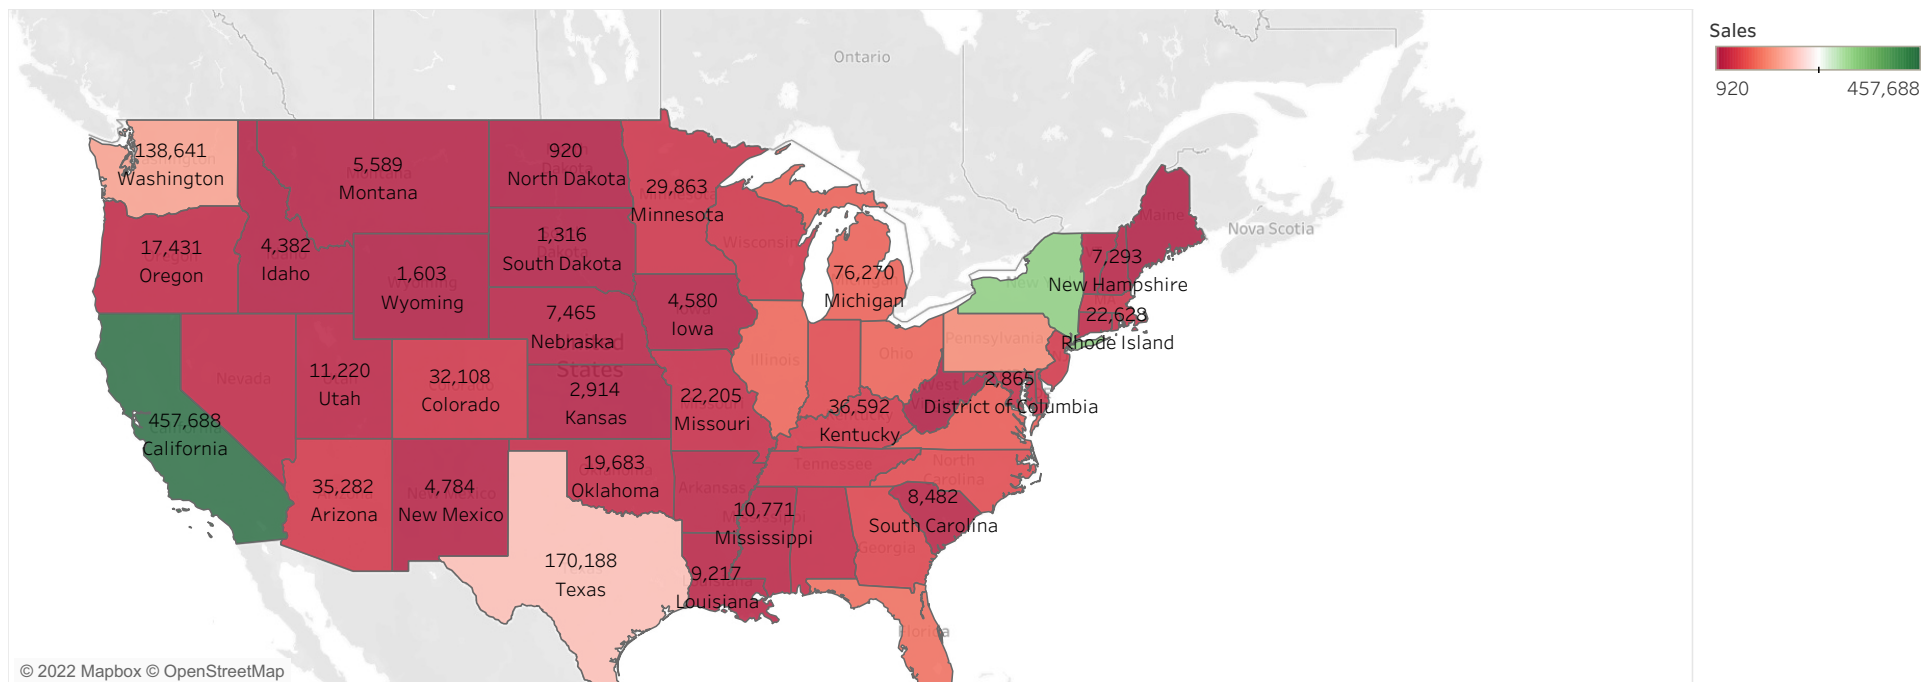 Sales
920
457,688
Ontario
Nova Scotia
138,641
Washington
5,589
Montana
920
North Dakota
29,863
Minnesota
17,431
Oregon
4,382
Idaho
1,603
Wyoming
1,316
South Dakota
Wisconsin
76,270
Michigan
Maine
7,293
New Hampshire
22,628
Rhode Island
7,465
Nebraska
United
States
4,580
Iowa
Nevada
11,220
Utah
32,108
Colorado
2,914
Kansas
22,205
Missouri
Illinois
Ohio
Pennsylvania
36,592
Kentucky
West
2,865
District of Columbia
457,688
California
35,282
Arizona
4,784
New Mexico
19,683
Oklahoma
Arkansas
Tennessee
North
Carolina
10,771
Mississippi
8,482
South Carolina
Georgia
170,188
Texas
9,217
Louisiana
Florida
© 2022 Mapbox © OpenStreetMap